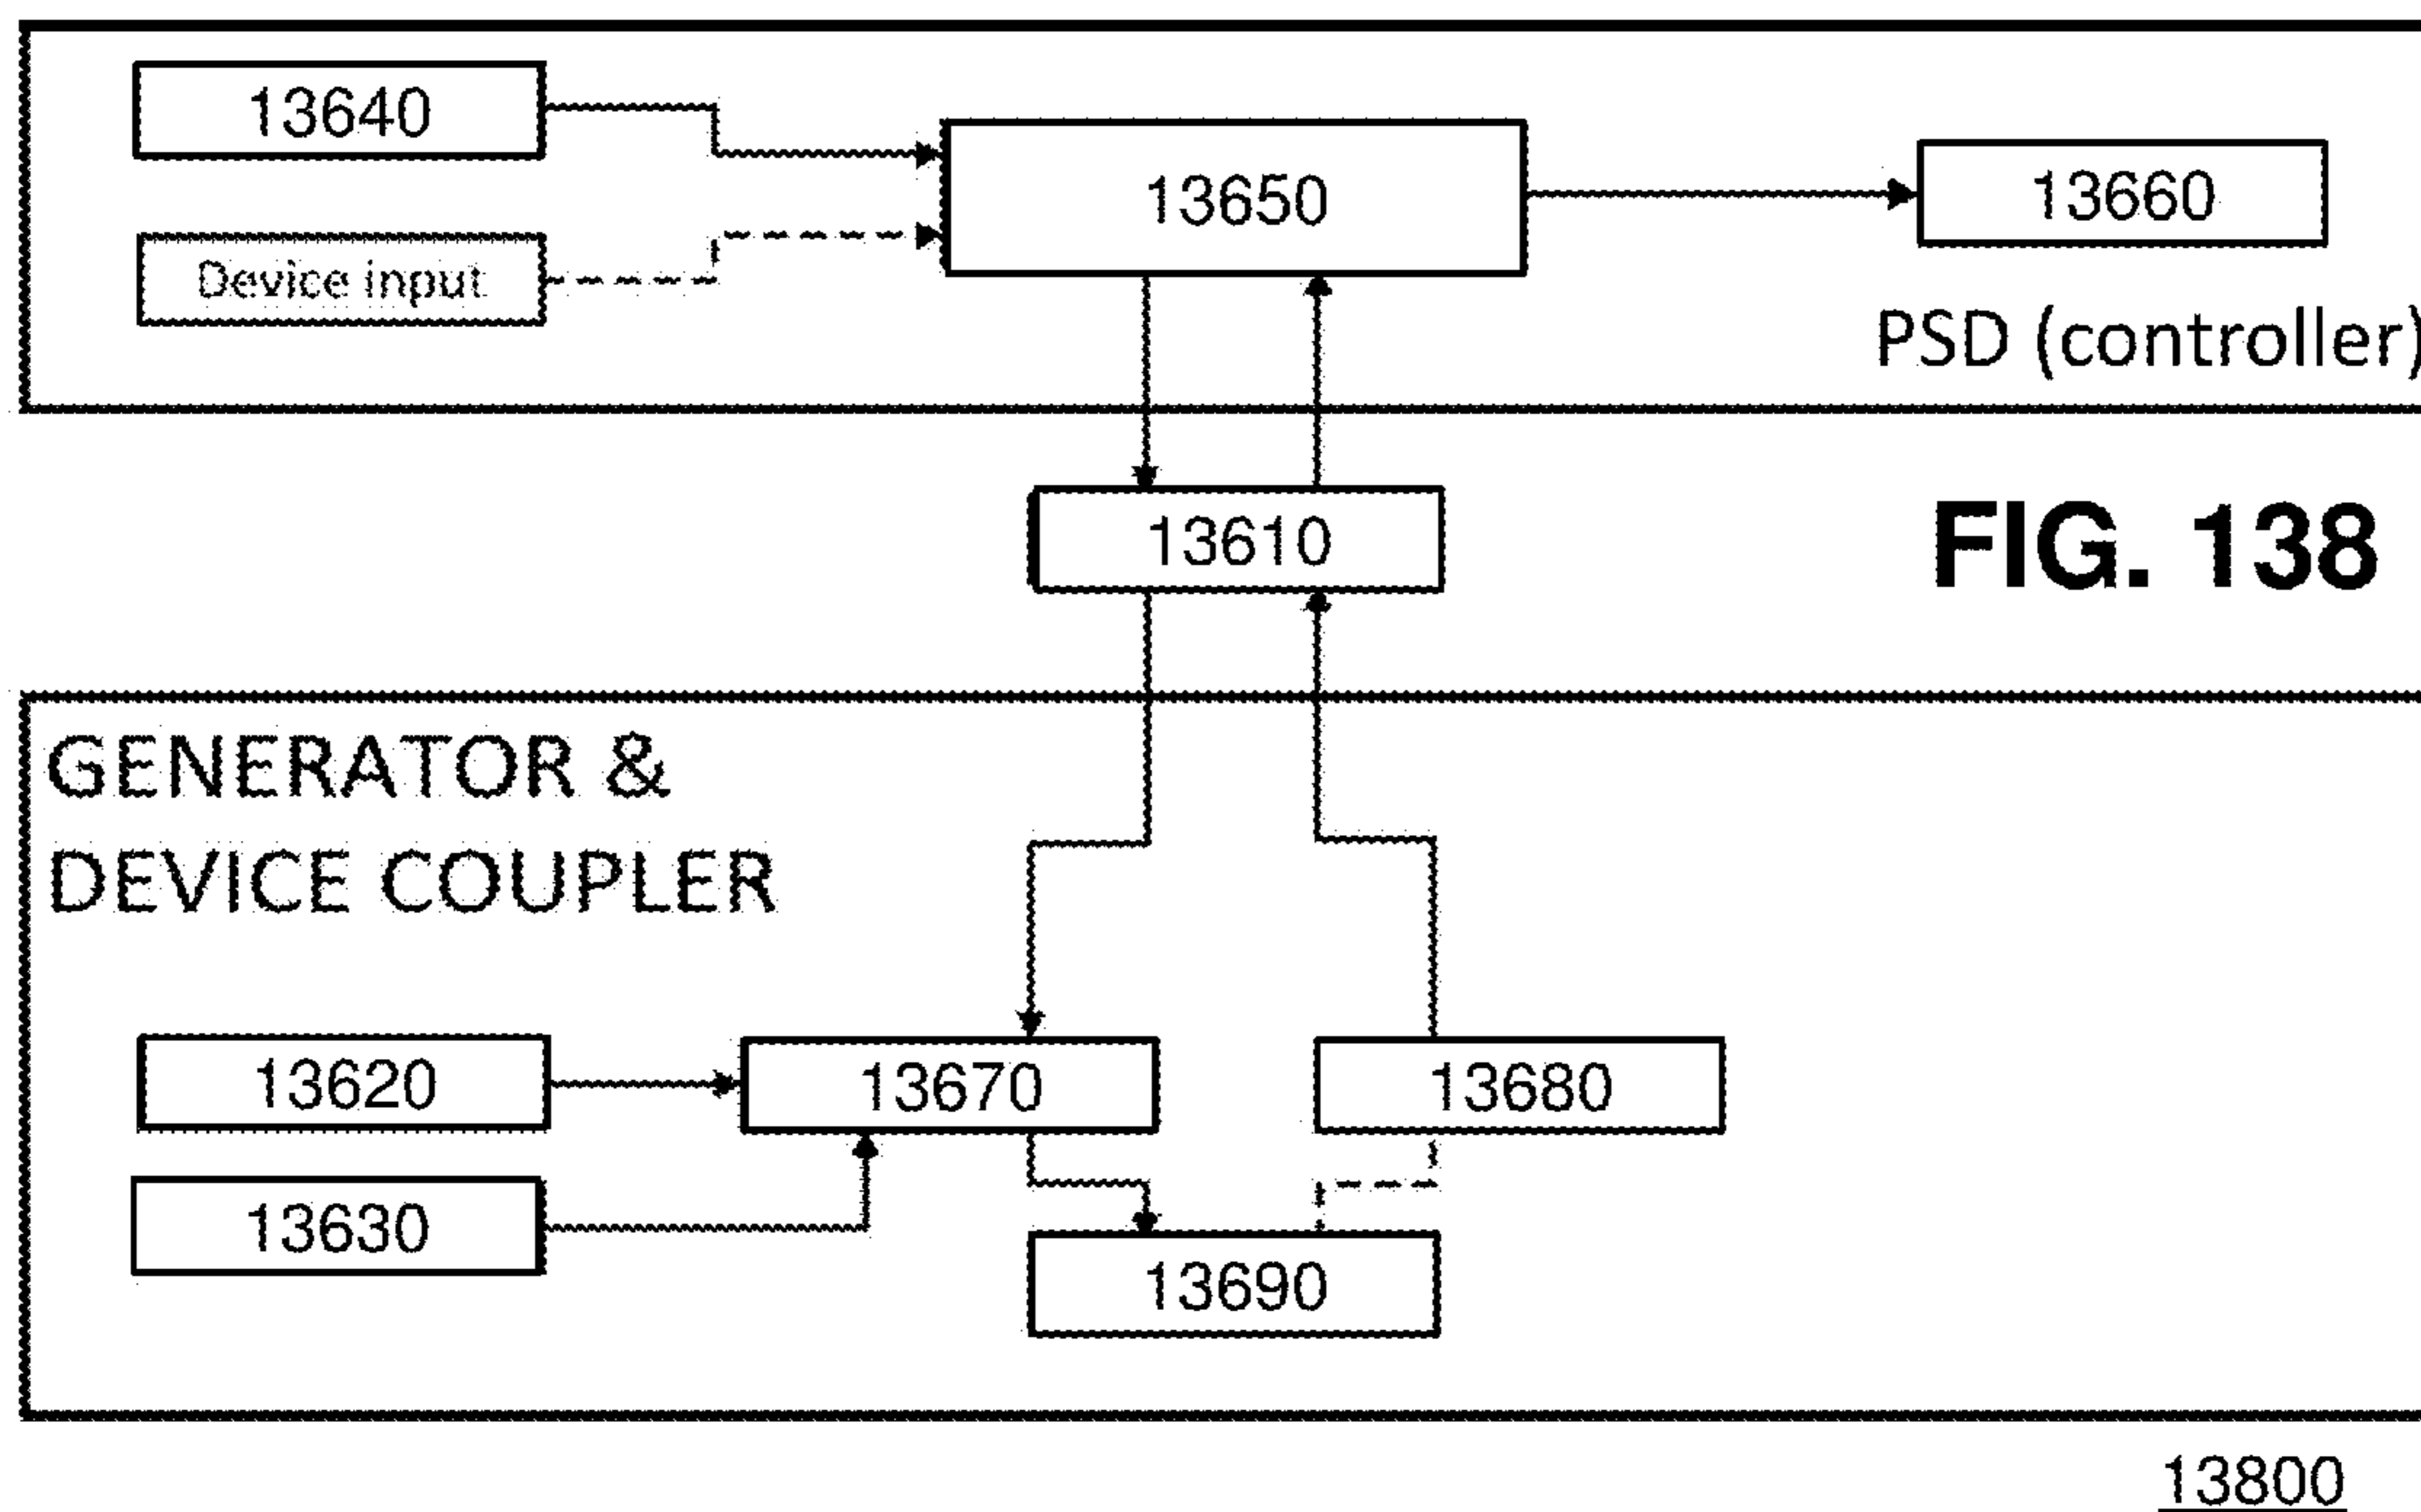 13640
13650
13660
Device input
PSD (controller)
13610
FIG. 138
GENERATOR &
DEVICE COUPLER
13620
13670
13680
13630
13690
13800